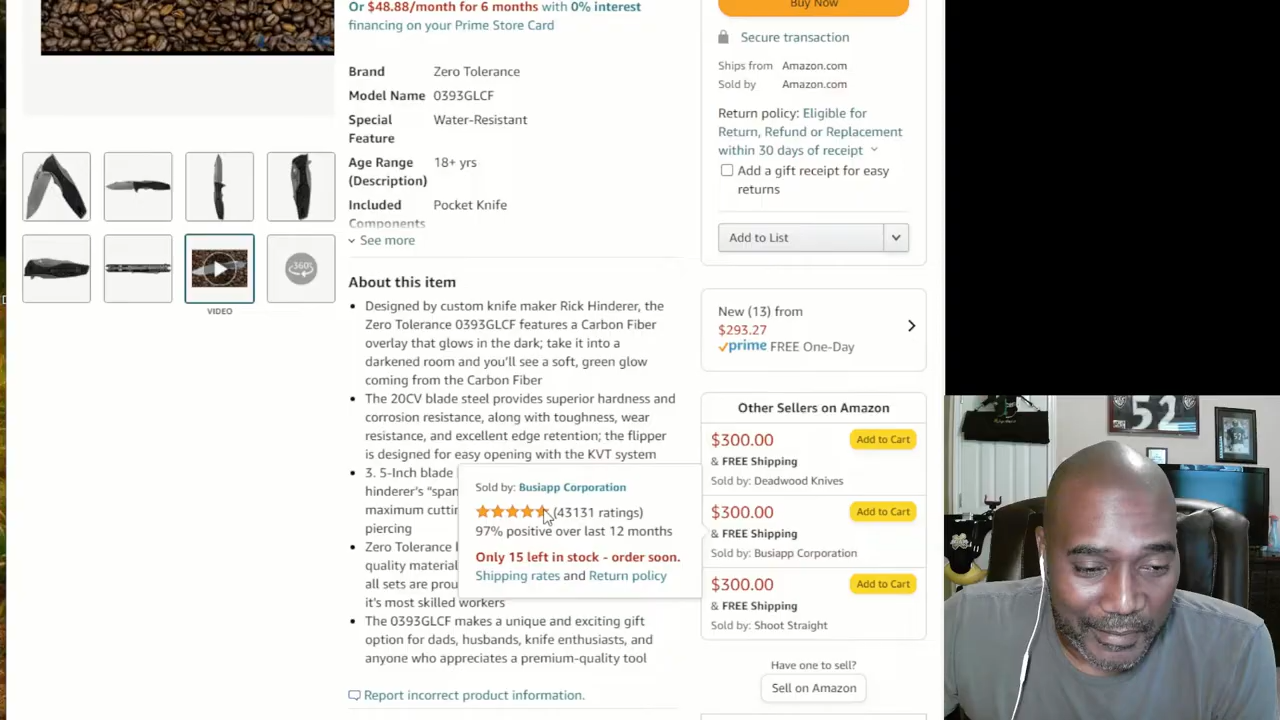 Or $48.88/month for 6 months with 0% interest
financing on your Prime Store Card
Brand Zero Tolerance
Model Name 0393GLCF
Special Feature Water-Resistant
Age Range (Description) 18+ yrs
Included Components Pocket Knife
See more
VIDEO
360°
About this item
Designed by custom knife maker Rick Hinderer, the
Zero Tolerance 0393GLCF features a Carbon Fiber
overlay that glows in the dark; take it into a
darkened room and you'll see a soft, green glow
coming from the Carbon Fiber
The 20CV blade steel provides superior hardness and
corrosion resistance, along with toughness, wear
resistance, and excellent edge retention; the flipper
is designed for easy opening with the KVT system
3. 5-Inch blade
hinderer's "span
maximum cuttin
piercing
Zero Tolerance
quality material
all sets are prou
it's most skilled workers
The 0393GLCF makes a unique and exciting gift
option for dads, husbands, knife enthusiasts, and
anyone who appreciates a premium-quality tool
Report incorrect product information.
Sold by: Busiapp Corporation
(43131 ratings)
97% positive over last 12 months
Only 15 left in stock - order soon.
Shipping rates and Return policy
Buy Now
Secure transaction
Ships from Amazon.com
Sold by Amazon.com
Return policy: Eligible for
Return, Refund or Replacement
within 30 days of receipt
Add a gift receipt for easy
returns
Add to List
New (13) from
$293.27
prime FREE One-Day
Other Sellers on Amazon
$300.00 Add to Cart
& FREE Shipping
Sold by: Deadwood Knives
$300.00 Add to Cart
& FREE Shipping
Sold by: Busiapp Corporation
$300.00 Add to Cart
& FREE Shipping
Sold by: Shoot Straight
Have one to sell?
Sell on Amazon
52